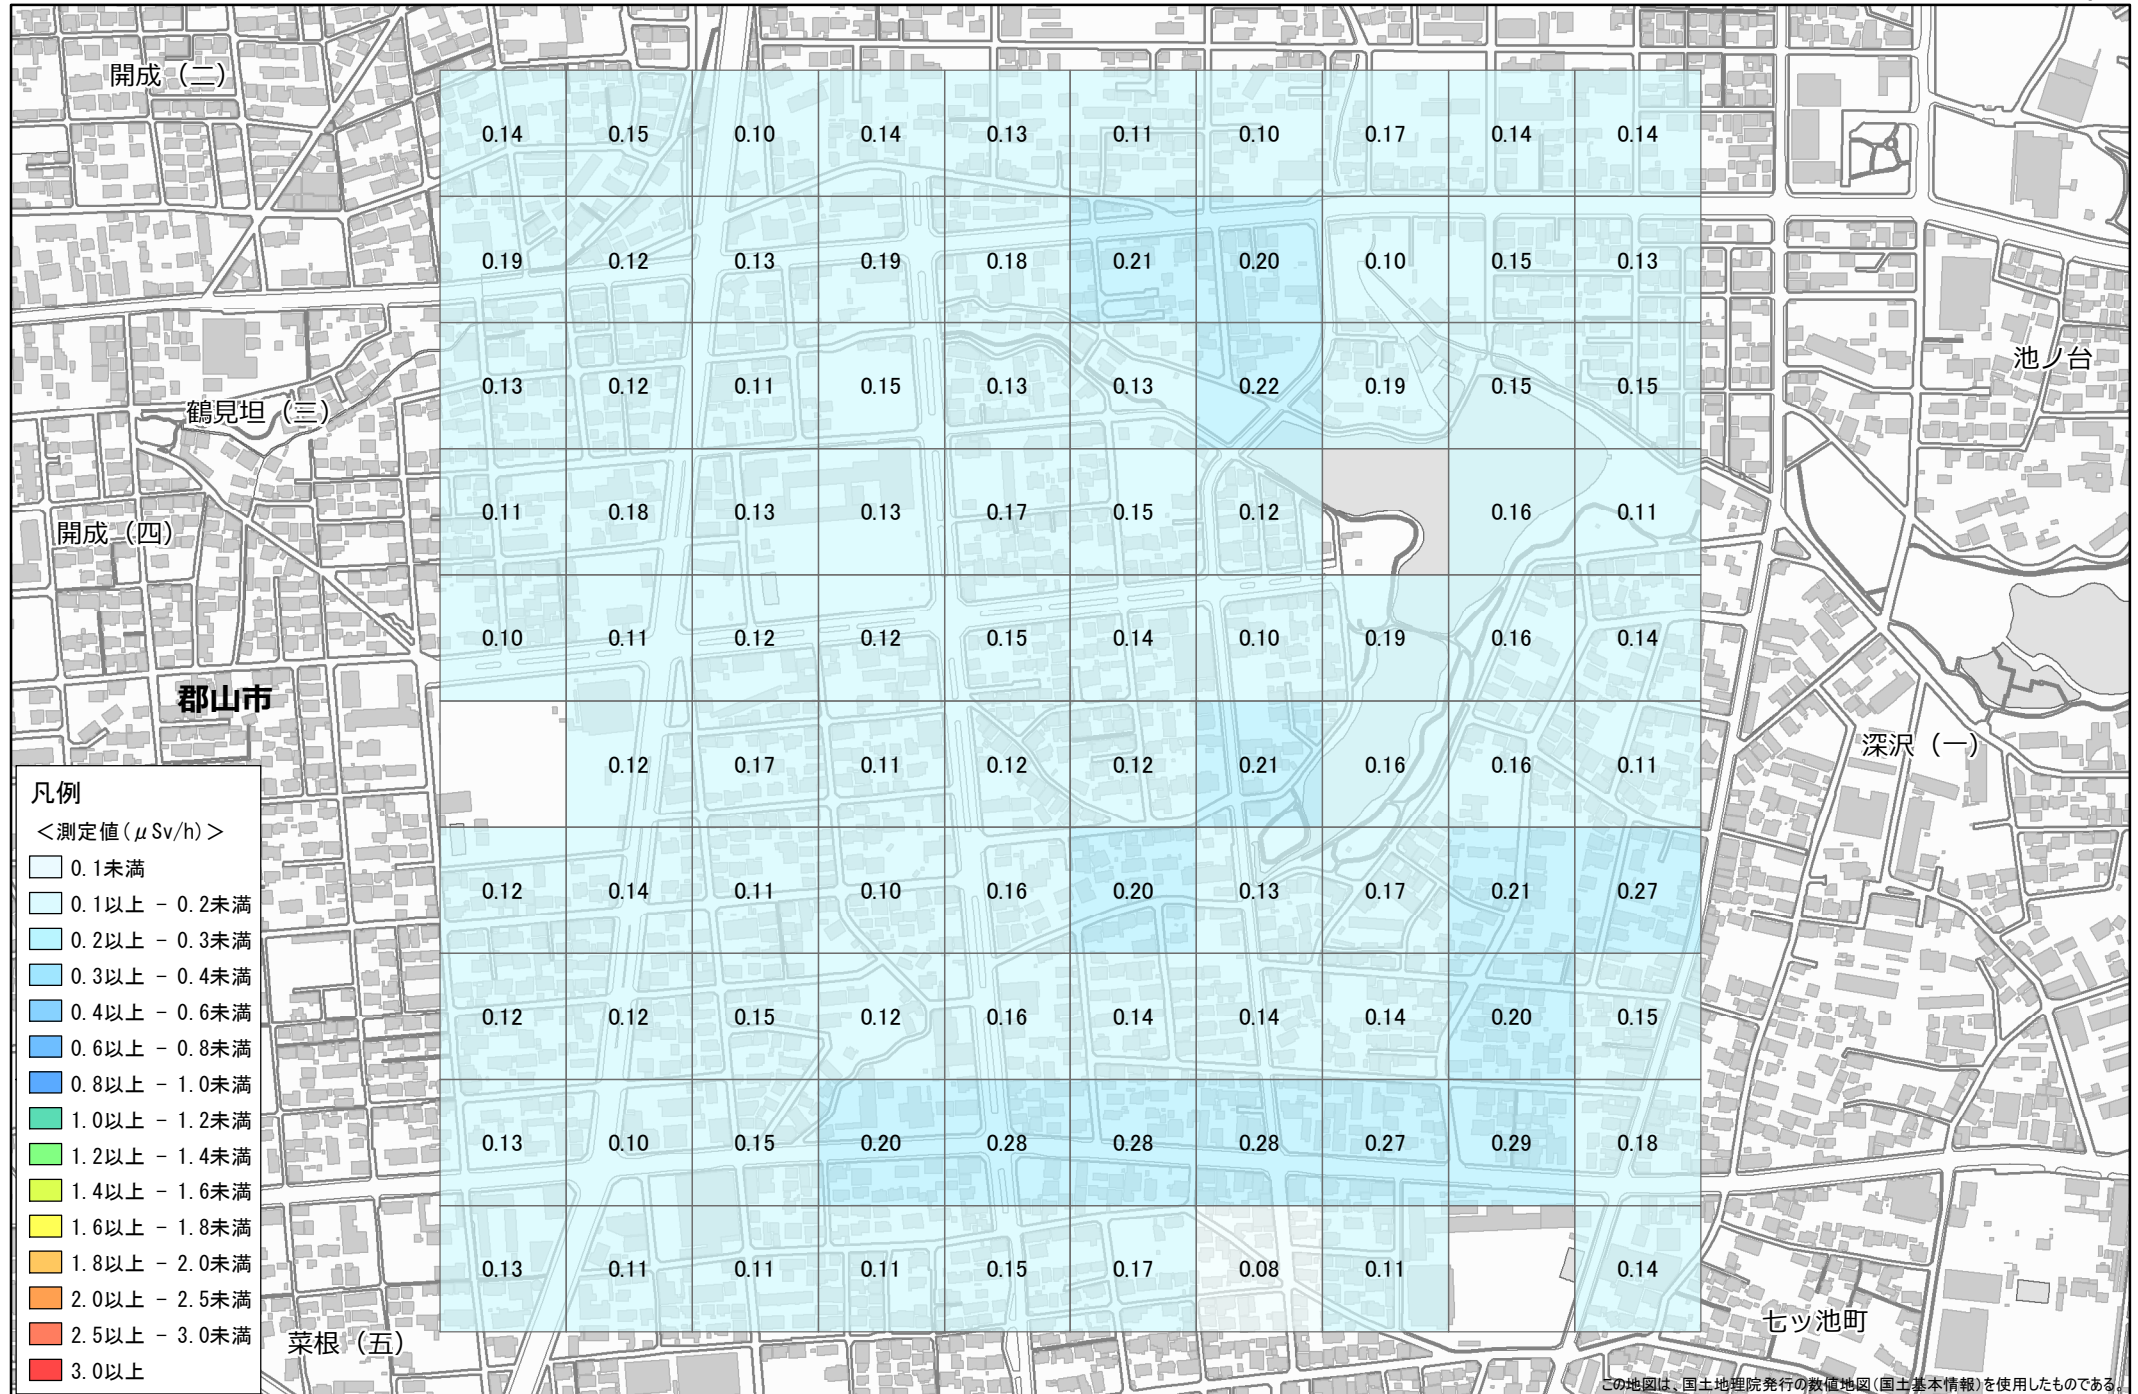 開成（二）
0.14 0.15 0.10 0.14 0.13 0.11 0.10 0.17 0.14 0.14
0.19 0.12 0.13 0.19 0.18 0.21 0.20 0.10 0.15 0.13
池ノ台
0.13 0.12 0.11 0.15 0.13 0.13 0.22 0.19 0.15 0.15
鶴見坦（三）
0.11 0.18 0.13 0.13 0.17 0.15 0.12 0.16 0.11
開成（四）
0.10 0.11 0.12 0.12 0.15 0.14 0.10 0.19 0.16 0.14
郡山市
深沢（一）
0.12 0.17 0.11 0.12 0.12 0.21 0.16 0.16 0.11
0.12 0.14 0.11 0.10 0.16 0.20 0.13 0.17 0.21 0.27
0.12 0.12 0.15 0.12 0.16 0.14 0.14 0.14 0.20 0.15
0.13 0.10 0.15 0.20 0.28 0.28 0.28 0.27 0.29 0.18
0.13 0.11 0.11 0.11 0.15 0.17 0.08 0.11 0.14
七ッ池町
菜根（五）
凡例
＜測定値(μSv/h)＞
0.1未満
0.1以上 － 0.2未満
0.2以上 － 0.3未満
0.3以上 － 0.4未満
0.4以上 － 0.6未満
0.6以上 － 0.8未満
0.8以上 － 1.0未満
1.0以上 － 1.2未満
1.2以上 － 1.4未満
1.4以上 － 1.6未満
1.6以上 － 1.8未満
1.8以上 － 2.0未満
2.0以上 － 2.5未満
2.5以上 － 3.0未満
3.0以上
この地図は、国土地理院発行の数値地図(国土基本情報)を使用したものである。